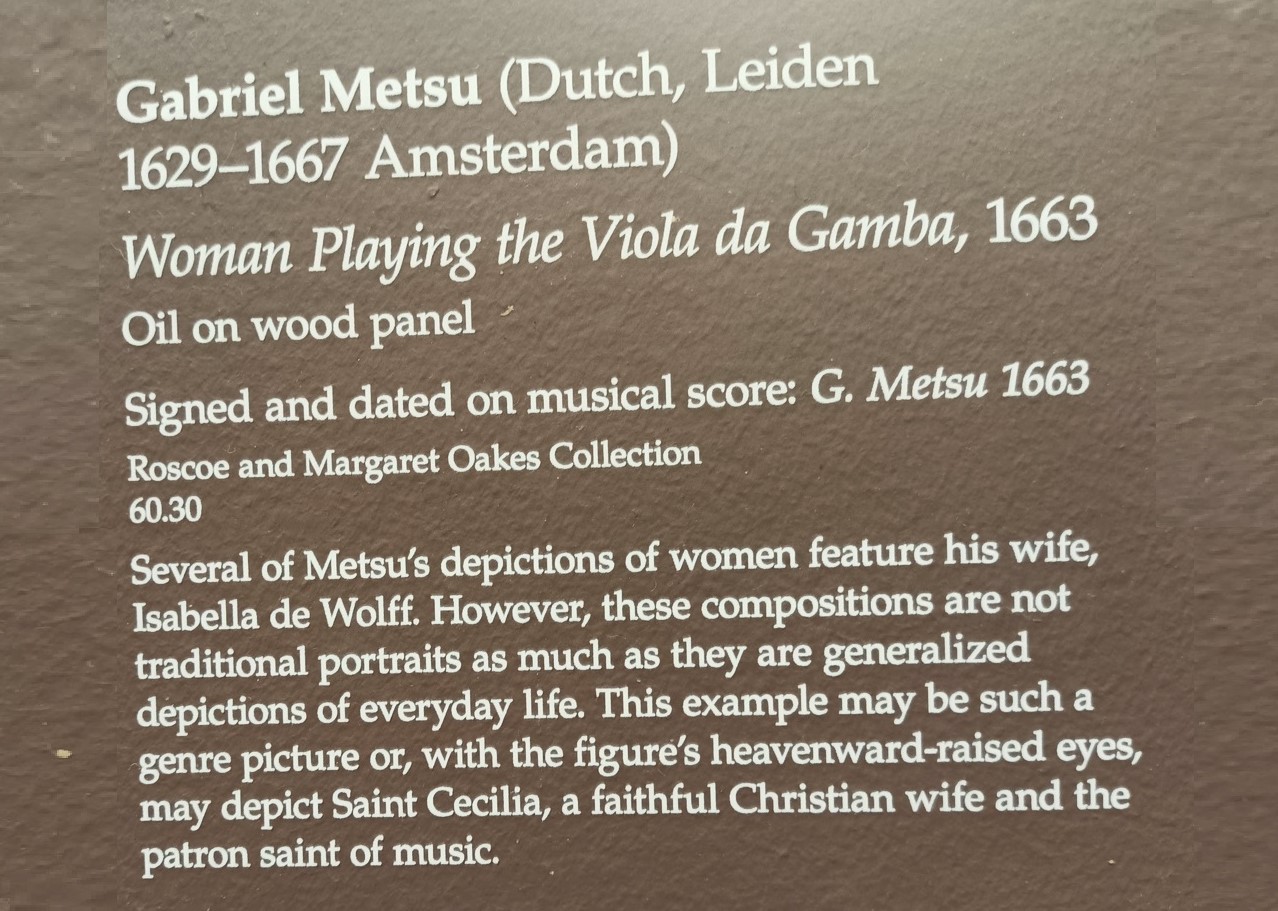 Gabriel Metsu (Dutch, Leiden
1629–1667 Amsterdam)
Woman Playing the Viola da Gamba, 1663
Oil on wood panel
Signed and dated on musical score: G. Metsu 1663
Roscoe and Margaret Oakes Collection
60.30
Several of Metsu's depictions of women feature his wife,
Isabella de Wolff. However, these compositions are not
traditional portraits as much as they are generalized
depictions of everyday life. This example may be such a
genre picture or, with the figure's heavenward-raised eyes,
may depict Saint Cecilia, a faithful Christian wife and the
patron saint of music.